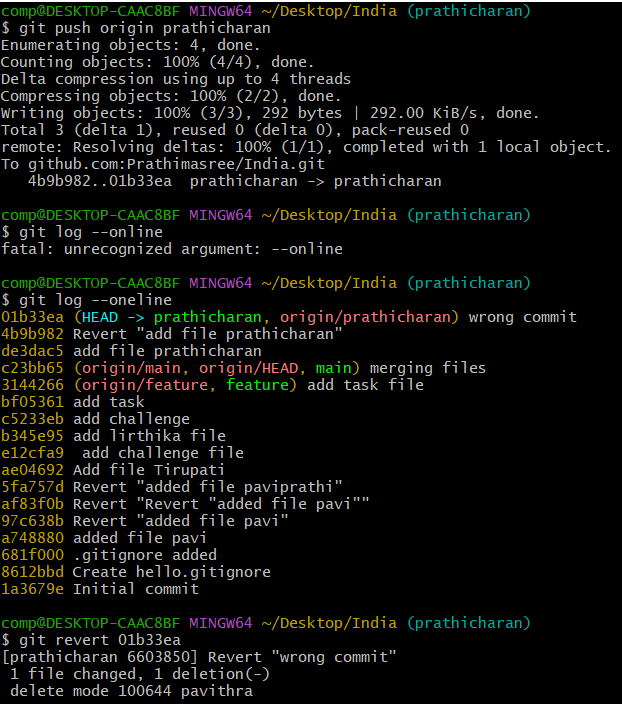 comp@DESKTOP-CAAC8BF MINGW64 ~/Desktop/India (prathicharan)
$ git push origin prathicharan
Enumerating objects: 4, done.
Counting objects: 100% (4/4), done.
Delta compression using up to 4 threads
Compressing objects: 100% (2/2), done.
Writing objects: 100% (3/3), 292 bytes | 292.00 KiB/s, done.
Total 3 (delta 1), reused 0 (delta 0), pack-reused 0
remote: Resolving deltas: 100% (1/1), completed with 1 local object.
To github.com:Prathimasree/India.git
   4b9b982..01b33ea  prathicharan -> prathicharan
comp@DESKTOP-CAAC8BF MINGW64 ~/Desktop/India (prathicharan)
$ git log --online
fatal: unrecognized argument: --online
comp@DESKTOP-CAAC8BF MINGW64 ~/Desktop/India (prathicharan)
$ git log --oneline
01b33ea (HEAD -> prathicharan, origin/prathicharan) wrong commit
4b9b982 Revert "add file prathicharan"
de3dac5 add file prathicharan
c23bb65 (origin/main, origin/HEAD, main) merging files
3144266 (origin/feature, feature) add task file
bf05361 add task
c5233eb add challenge
b345e95 add lirthika file
e12cfa9  add challenge file
ae04692 Add file Tirupati
5fa757d Revert "added file paviprathi"
af83f0b Revert "Revert "added file pavi""
97c638b Revert "added file pavi"
a748880 added file pavi
681f000 .gitignore added
8612bbd Create hello.gitignore
1a3679e Initial commit
comp@DESKTOP-CAAC8BF MINGW64 ~/Desktop/India (prathicharan)
$ git revert 01b33ea
[prathicharan 6603850] Revert "wrong commit"
 1 file changed, 1 deletion(-)
 delete mode 100644 pavithra